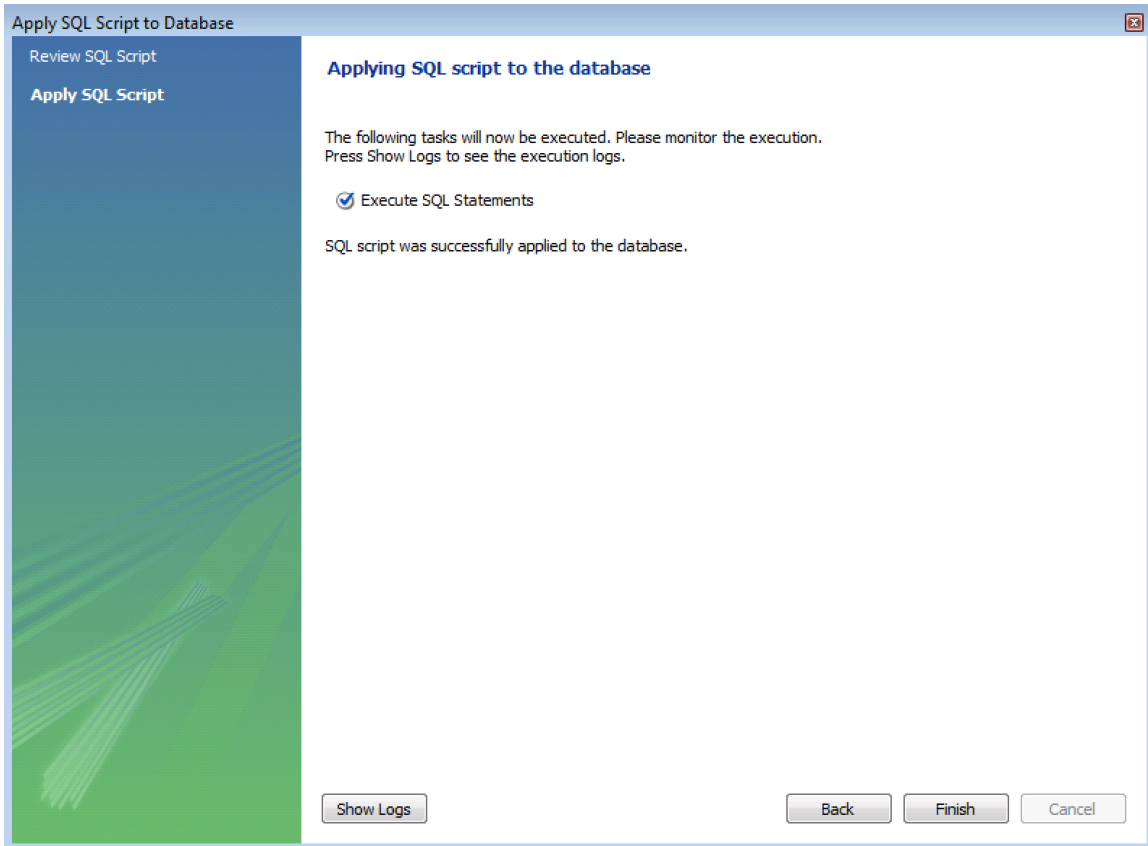 Apply SQL Script to Database
Review SQL Script
Apply SQL Script
Applying SQL script to the database
The following tasks will now be executed. Please monitor the execution.
Press Show Logs to see the execution logs.
Execute SQL Statements
SQL script was successfully applied to the database.
Show Logs
Back
Finish
Cancel